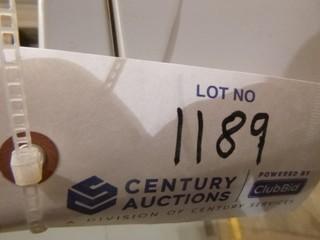 LOT NO
1189
CENTURY AUCTIONS
POWERED BY
ClubBid
A DIVISION OF CENTURY SERVICES